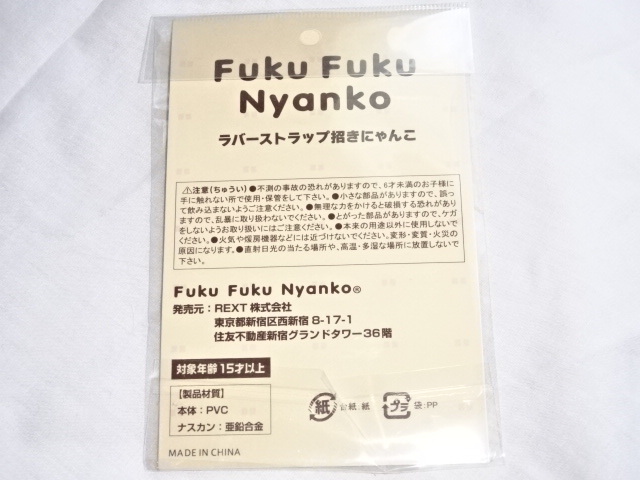 Fuku Fuku
Nyanko
ラバーストラップ招きにゃんこ
⚠注意(ちゅうい)●不測の事故の恐れがありますので、6才未満のお子様に
手に触れない所で使用・保管をして下さい。●小さな部品がありますので、誤っ
て飲み込まないようご注意ください。●無理な力をかけると破損する恐れがあり
ますので、乱暴に取り扱わないでください。●とがった部品がありますので、ケガ
をしないようお取り扱いにはご注意ください。●本来の用途以外に使用しないで
ください。●火気や煖房機器などには近づけないでください。変形・変質・火災の
原因になります。●直射日光の当たる場所や、高温・多湿な場所に放置しないで
下さい。
Fuku Fuku Nyanko®
発売元：REXT 株式会社
東京都新宿区西新宿 8-17-1
住友不動産新宿グランドタワー36階
対象年齢 15才以上
【製品材質】
本体：PVC
ナスカン：亜鉛合金
紙 台紙：紙
プラ 袋：PP
MADE IN CHINA